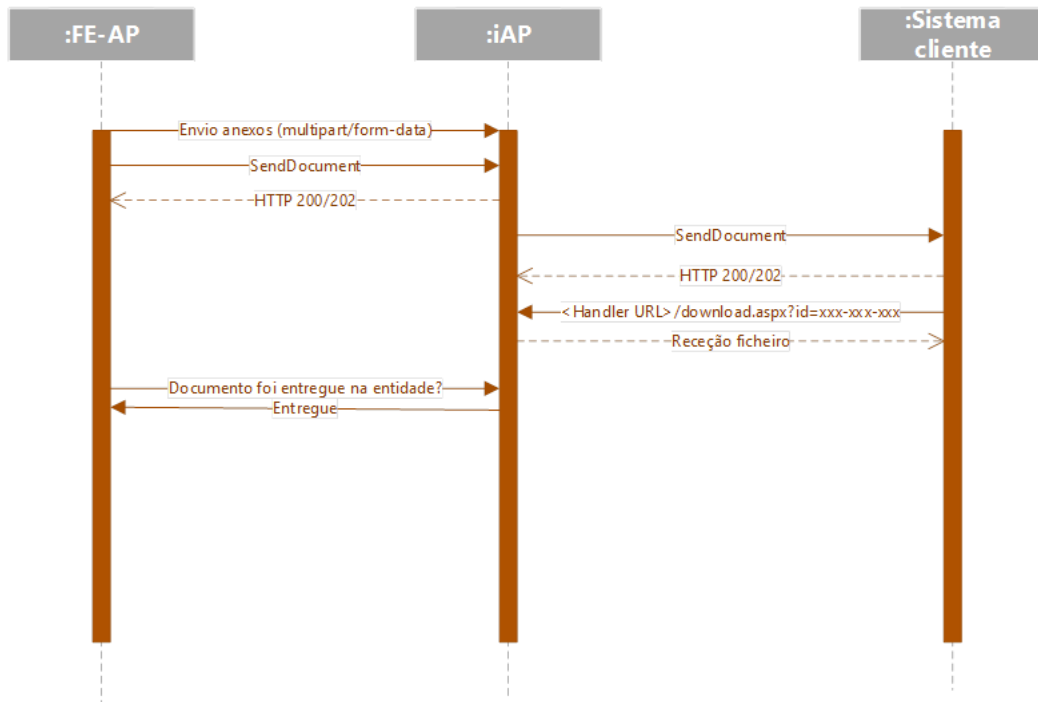 :FE-AP
:iAP
:Sistema
cliente
Envio anexos (multipart/form-data)
SendDocument
HTTP 200/202
SendDocument
HTTP 200/202
<Handler URL>/download.aspx?id=xxx-xxx-xxx
Receção ficheiro
Documento foi entregue na entidade?
Entregue